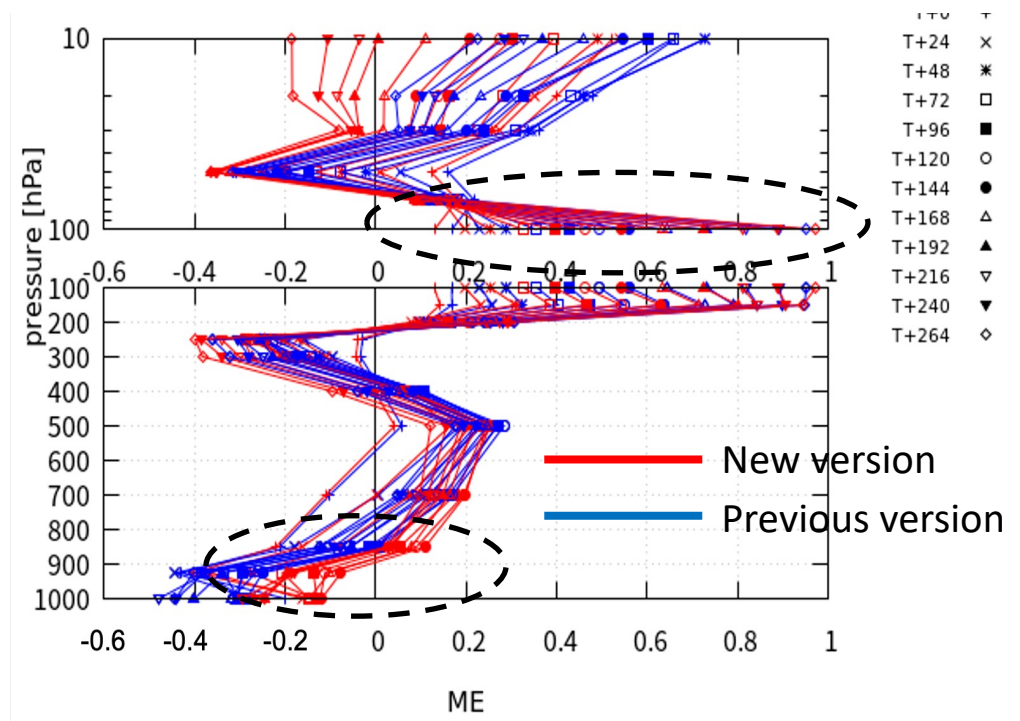 T+0
10
T+24
T+48
T+72
T+96
T+120
T+144
T+168
100
T+192
-0.6 -0.4 -0.2 0 0.2 0.4 0.6 0.8 1
T+216
100
T+240
200
T+264
300
pressure [hPa]
400
500
New version
600
700
Previous version
800
900
1000
-0.6 -0.4 -0.2 0 0.2 0.4 0.6 0.8 1
ME